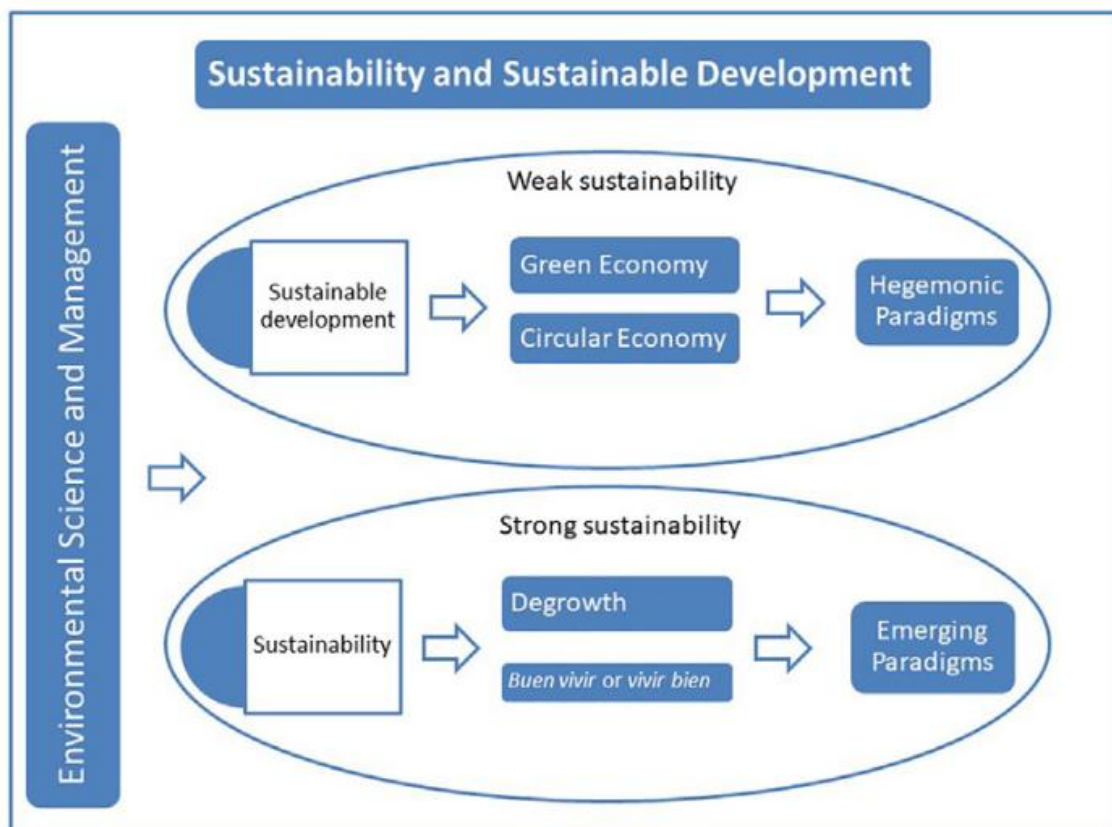 Sustainability and Sustainable Development
Environmental Science and Management
Weak sustainability
Sustainable
development
Green Economy
Circular Economy
Hegemonic
Paradigms
Strong sustainability
Sustainability
Degrowth
Buen vivir or vivir bien
Emerging
Paradigms